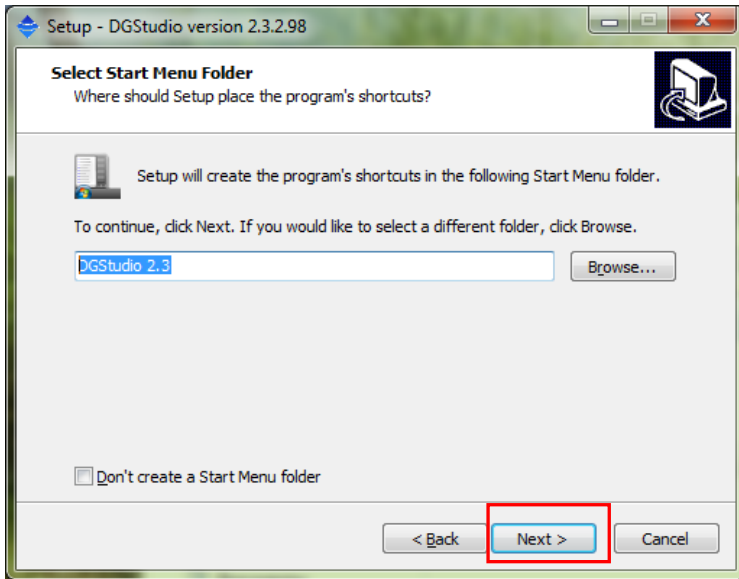 Setup - DGStudio version 2.3.2.98
Select Start Menu Folder
Where should Setup place the program's shortcuts?
Setup will create the program's shortcuts in the following Start Menu folder.
To continue, click Next. If you would like to select a different folder, click Browse.
DGStudio 2.3
Browse...
Don't create a Start Menu folder
< Back Next > Cancel